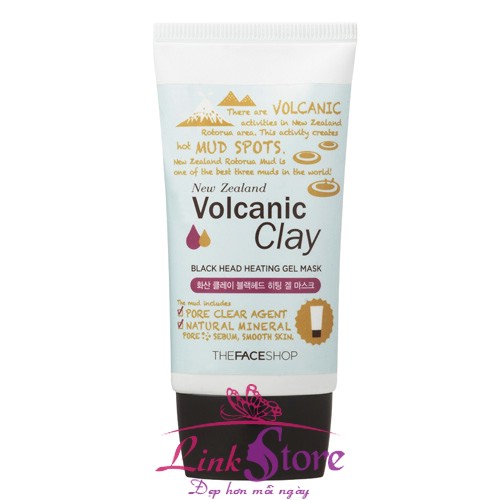 There are VOLCANIC
activities in New Zealand
Rotorua area. This activity creates
hot MUD SPOTS.
New Zealand Rotorua Mud is
one of the best three muds in the world!
New Zealand
Volcanic
Clay
BLACK HEAD HEATING GEL MASK
화산 클레이 블랙헤드 히팅 겔 마스크
The mud includes
PORE CLEAR AGENT
NATURAL MINERAL
PORE SEBUM, SMOOTH SKIN.
THEFACESHOP
Link Store
Đẹp hơn mỗi ngày